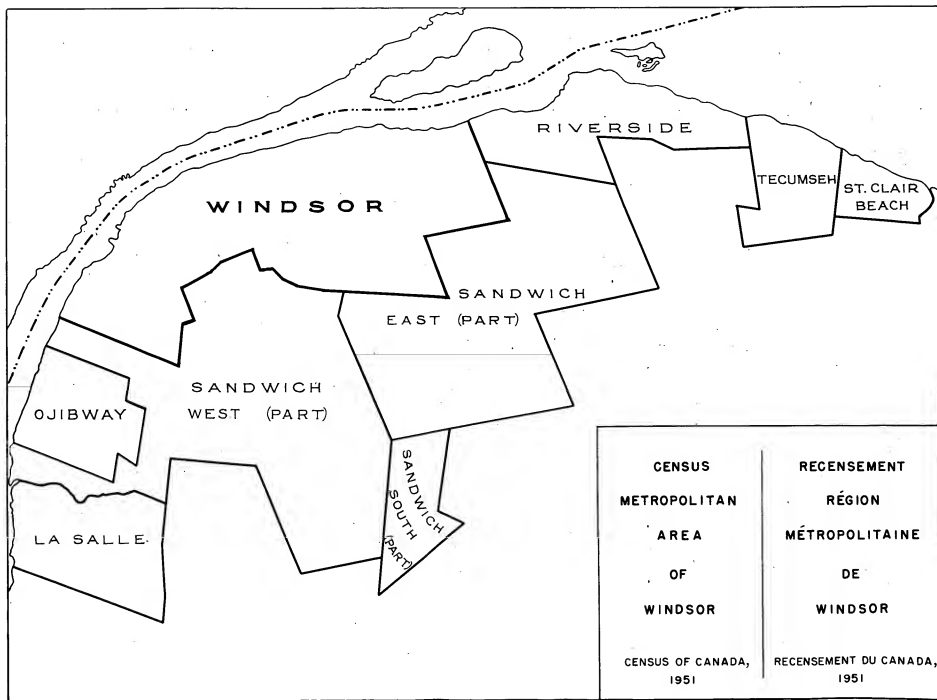 RIVERSIDE
TECUMSEH
ST. CLAIR
BEACH
WINDSOR
SANDWICH
EAST (PART)
SANDWICH
WEST (PART)
OJIBWAY
SANDWICH
SOUTH
(PART)
LA SALLE
CENSUS
METROPOLITAN
AREA
OF
WINDSOR
CENSUS OF CANADA,
1951
RECENSEMENT
RÉGION
MÉTROPOLITAINE
DE
WINDSOR
RECENSEMENT DU CANADA,
1951